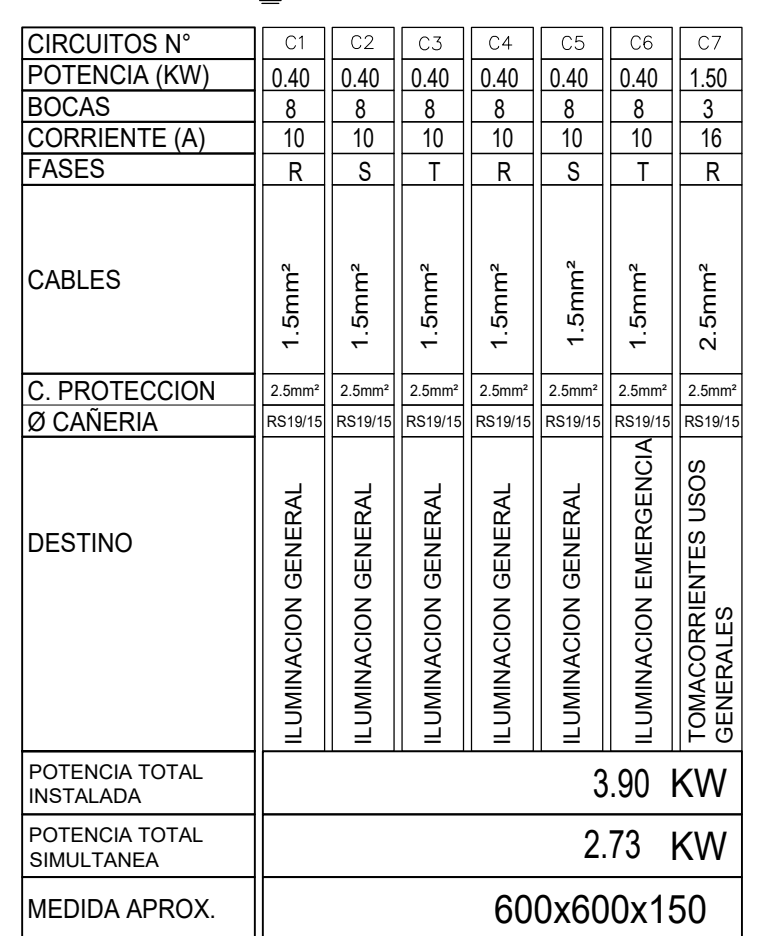 CIRCUITOS N° C1 C2 C3 C4 C5 C6 C7
POTENCIA (KW) 0.40 0.40 0.40 0.40 0.40 0.40 1.50
BOCAS 8 8 8 8 8 8 3
CORRIENTE (A) 10 10 10 10 10 10 16
FASES R S T R S T R
CABLES 1.5mm² 1.5mm² 1.5mm² 1.5mm² 1.5mm² 1.5mm² 2.5mm²
C. PROTECCION 2.5mm² 2.5mm² 2.5mm² 2.5mm² 2.5mm² 2.5mm² 2.5mm²
Ø CAÑERIA RS19/15 RS19/15 RS19/15 RS19/15 RS19/15 RS19/15 RS19/15
DESTINO
ILUMINACION GENERAL
ILUMINACION GENERAL
ILUMINACION GENERAL
ILUMINACION GENERAL
ILUMINACION GENERAL
ILUMINACION EMERGENCIA
TOMACORRIENTES USOS
GENERALES
POTENCIA TOTAL
INSTALADA
3.90 KW
POTENCIA TOTAL
SIMULTANEA
2.73 KW
MEDIDA APROX. 600x600x150